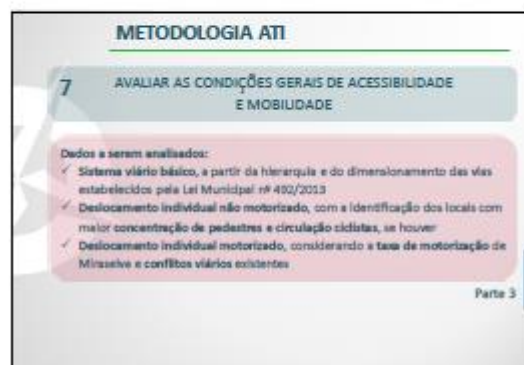 METODOLOGIA ATI
7 AVALIAR AS CONDIÇÕES GERAIS DE ACESSIBILIDADE
E MOBILIDADE
Dados a serem analisados:
✓ Sistema viário básico, a partir da hierarquia e do dimensionamento das vias
estabelecidos pela Lei Municipal nº 492/2013
✓ Deslocamento individual não motorizado, com a identificação dos locais com
maior concentração de pedestres e circulação ciclistas, se houver
✓ Deslocamento individual motorizado, considerando a taxa de motorização de
Miraselva e conflitos viários existentes
Parte 3